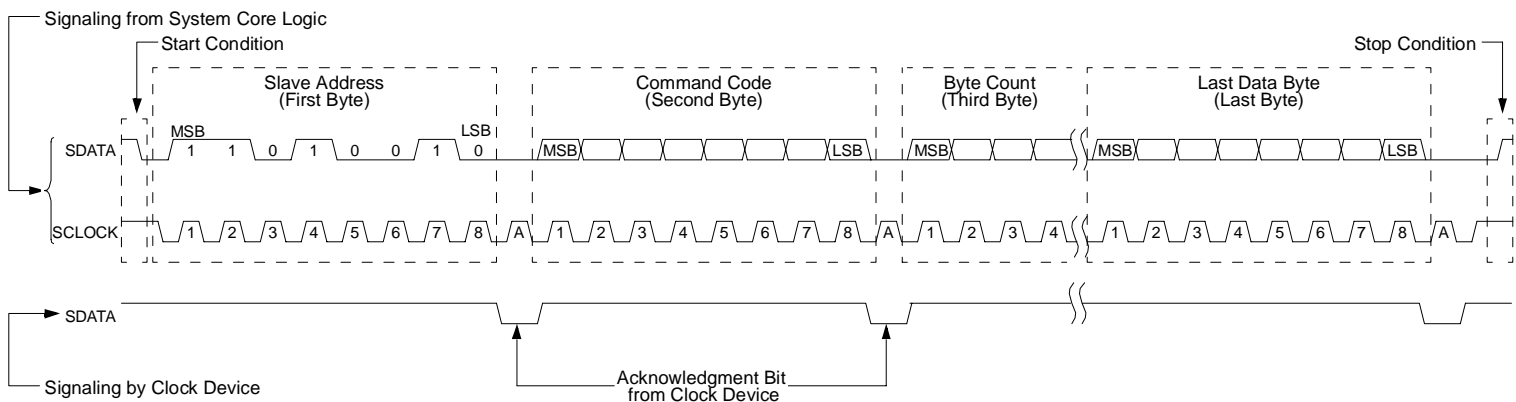 Signaling from System Core Logic
Start Condition
Stop Condition
Slave Address
(First Byte)
Command Code
(Second Byte)
Byte Count
(Third Byte)
Last Data Byte
(Last Byte)
MSB
LSB
SDATA
1 1 0 1 0 0 1 0
MSB
LSB
MSB
MSB
LSB
SCLOCK
1 2 3 4 5 6 7 8 A
1 2 3 4 5 6 7 8 A
1 2 3 4
1 2 3 4 5 6 7 8 A
SDATA
Signaling by Clock Device
Acknowledgment Bit
from Clock Device